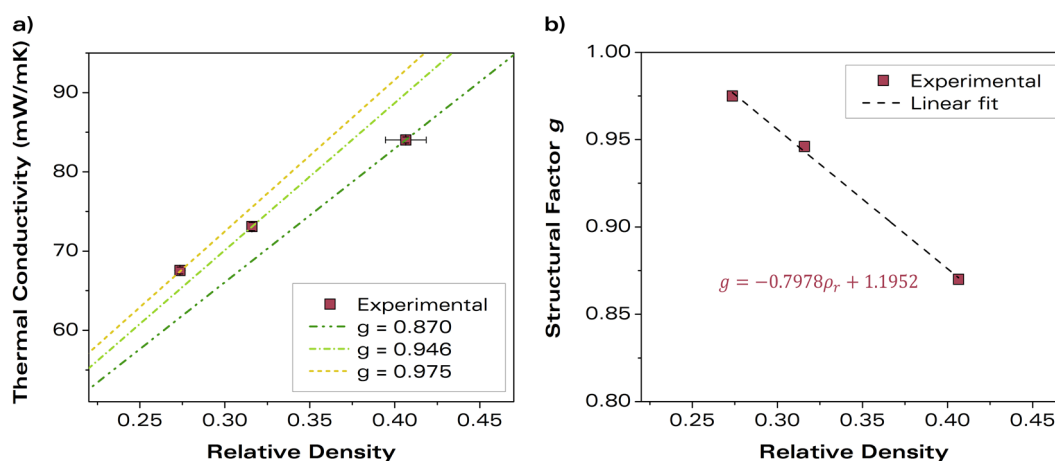 a)
Thermal Conductivity (mW/mK)
90
80
70
60
0.25
0.30
0.35
0.40
0.45
Relative Density
Experimental
g = 0.870
g = 0.946
g = 0.975
b)
Structural Factor g
1.00
0.95
0.90
0.85
0.80
0.25
0.30
0.35
0.40
0.45
Relative Density
Experimental
Linear fit
g = −0.7978ρr + 1.1952